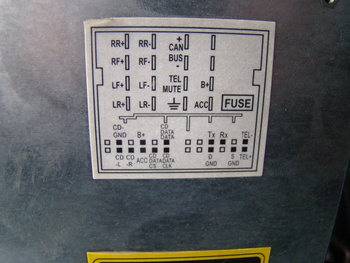 RR+ RR- + CAN
RF+ RF- BUS -
LF+ LF- TEL MUTE B+
LR+ LR- ACC FUSE
CD- GND B+ CD DATA DATA Tx Rx TEL-
CD -L CD -R ACC CD DATA CS CD DATA CLK D GND S GND TEL+